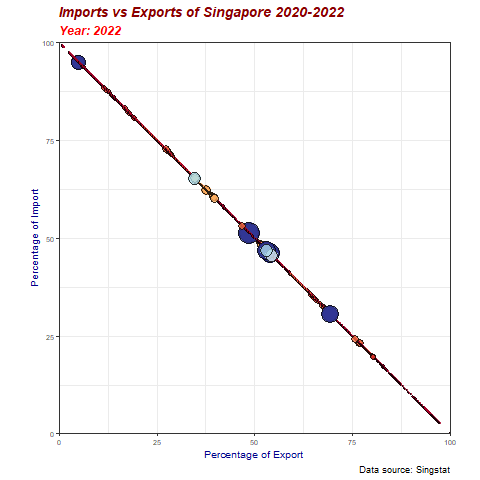 Imports vs Exports of Singapore 2020-2022
Year: 2022
Percentage of Import
100
75
50
25
0
0
25
50
75
100
Percentage of Export
Data source: Singstat